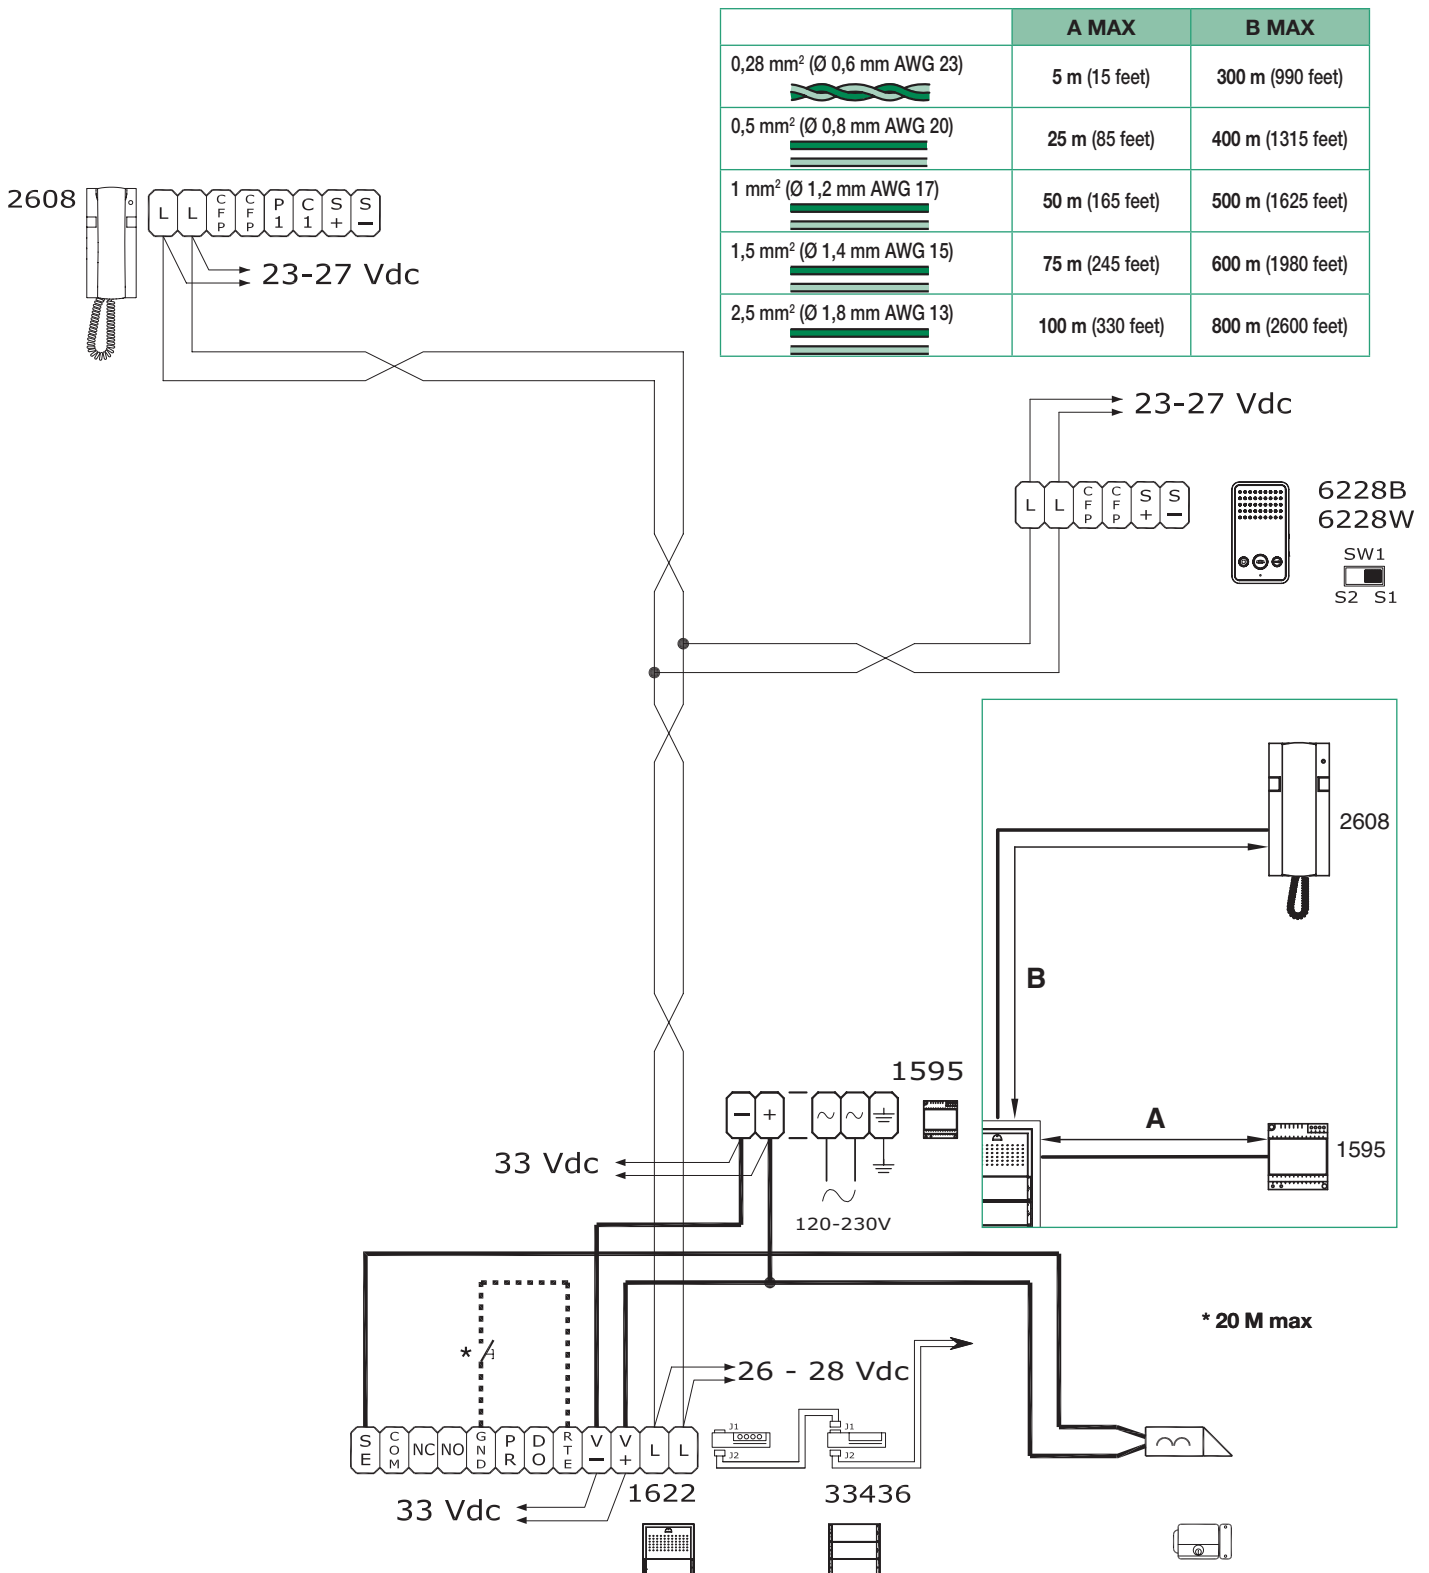 A MAX B MAX
0,28 mm² (Ø 0,6 mm AWG 23) 5 m (15 feet) 300 m (990 feet)
0,5 mm² (Ø 0,8 mm AWG 20) 25 m (85 feet) 400 m (1315 feet)
1 mm² (Ø 1,2 mm AWG 17) 50 m (165 feet) 500 m (1625 feet)
1,5 mm² (Ø 1,4 mm AWG 15) 75 m (245 feet) 600 m (1980 feet)
2,5 mm² (Ø 1,8 mm AWG 13) 100 m (330 feet) 800 m (2600 feet)
2608
L L CFP CFP P1 C1 S+ S-
23-27 Vdc
23-27 Vdc
L L CFP CFP S+ S-
6228B
6228W
SW1
S2 S1
2608
B
A
1595
1595
- + ~ ~
33 Vdc
120-230V
* 20 M max
*
26 - 28 Vdc
SE COM NC NO GND PR DO RTE V- V+ L L
J1
J2
J1
J2
33 Vdc
1622
33436